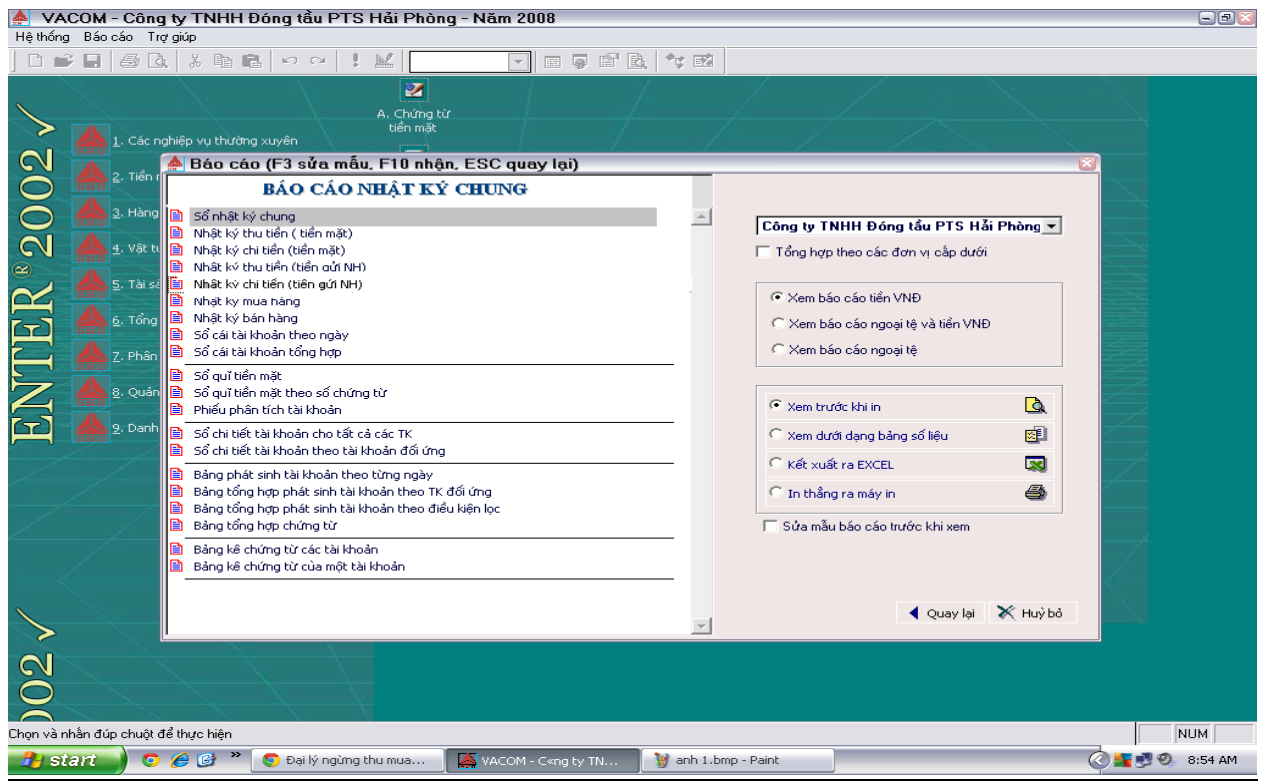 VACOM - Công ty TNHH Đóng tầu PTS Hải Phòng - Năm 2008
Hệ thống Báo cáo Trợ giúp
A. Chứng từ
tiền mặt
ENTER® 2002
1. Các nghiệp vụ thường xuyên
2. Tiền
3. Hàng
4. Vật
5. Tài
6. Tổng
7. Phân
8. Quản
9. Danh
002
Báo cáo (F3 sửa mẫu, F10 nhận, ESC quay lại)
BÁO CÁO NHẬT KÝ CHUNG
Sổ nhật ký chung
Nhật ký thu tiền ( tiền mặt)
Nhật ký chi tiền (tiền mặt)
Nhật ký thu tiền (tiền gửi NH)
Nhật ký chi tiền (tiền gửi NH)
Nhật ký mua hàng
Nhật ký bán hàng
Sổ cái tài khoản theo ngày
Sổ cái tài khoản tổng hợp
Sổ quĩ tiền mặt
Sổ quĩ tiền mặt theo số chứng từ
Phiếu phân tích tài khoản
Sổ chi tiết tài khoản cho tất cả các TK
Sổ chi tiết tài khoản theo tài khoản đối ứng
Bảng phát sinh tài khoản theo từng ngày
Bảng tổng hợp phát sinh tài khoản theo TK đối ứng
Bảng tổng hợp phát sinh tài khoản theo điều kiện lọc
Bảng tổng hợp chứng từ
Bảng kê chứng từ các tài khoản
Bảng kê chứng từ của một tài khoản
Công ty TNHH Đóng tầu PTS Hải Phòng
Tổng hợp theo các đơn vị cấp dưới
Xem báo cáo tiền VNĐ
Xem báo cáo ngoại tệ và tiền VNĐ
Xem báo cáo ngoại tệ
Xem trước khi in
Xem dưới dạng bảng số liệu
Kết xuất ra EXCEL
In thẳng ra máy in
Sửa mẫu báo cáo trước khi xem
Quay lại Huỷ bỏ
Chọn và nhấn đúp chuột để thực hiện
NUM
start Đại lý ngừng thu mua... VACOM - C«ng ty TN... anh 1.bmp - Paint 8:54 AM